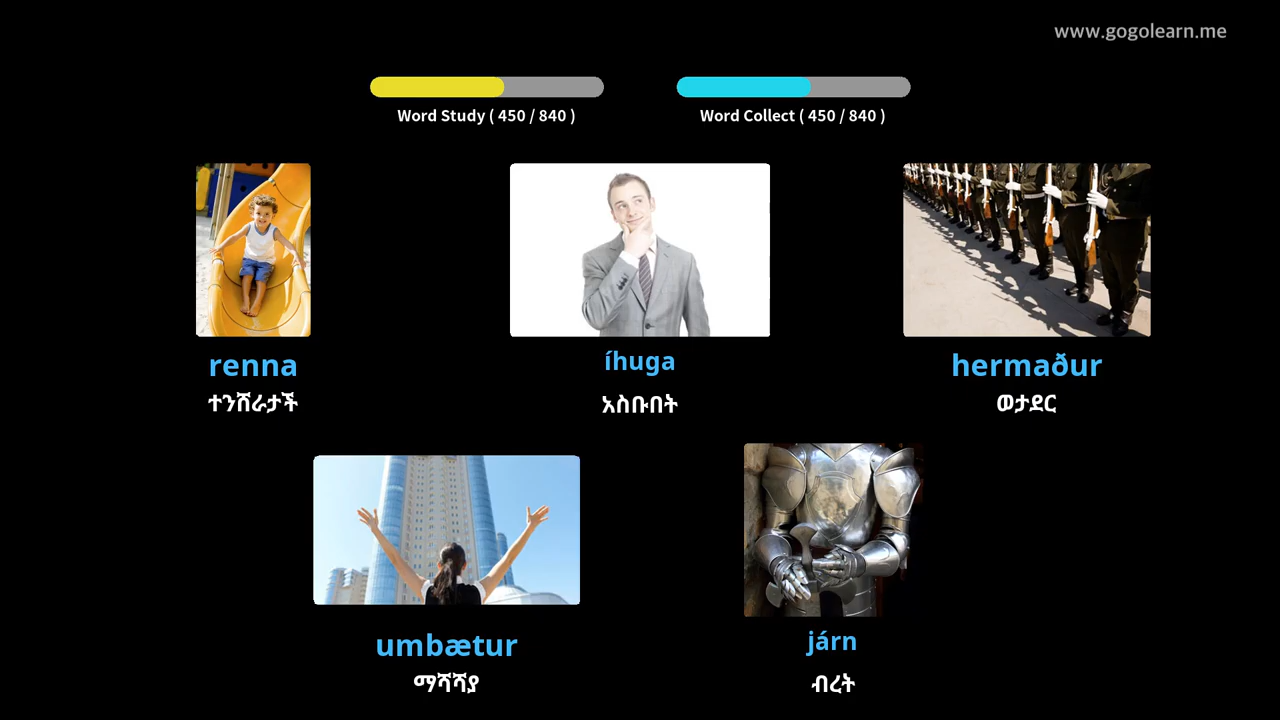 www.gogolearn.me
Word Study ( 450 / 840 )
Word Collect ( 450 / 840 )
renna
ተንሸራታች
íhuga
አስቡበት
hermaður
ወታደር
umbætur
ማሻሻያ
járn
ብረት